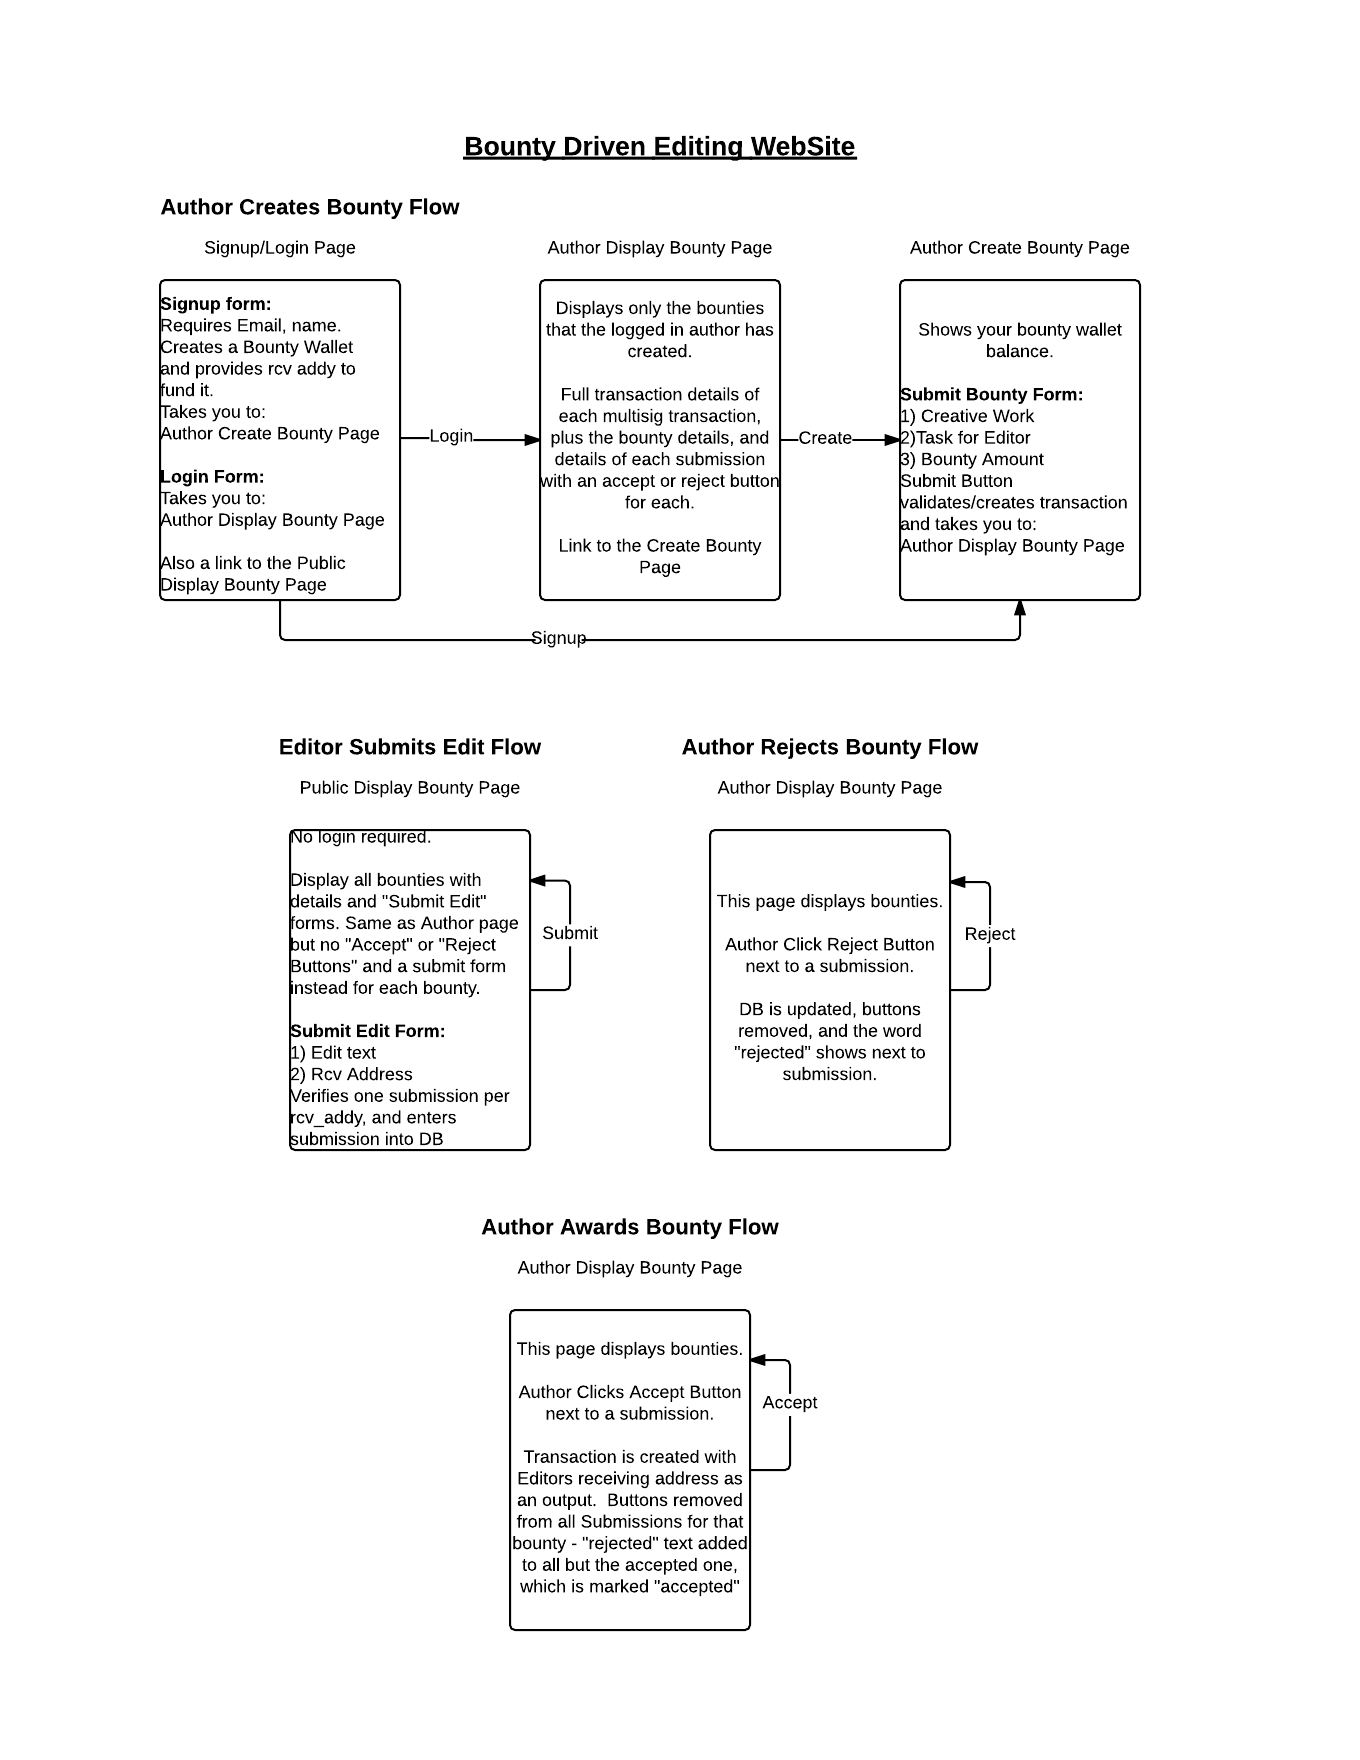 Bounty Driven Editing WebSite
Author Creates Bounty Flow
Signup/Login Page
Signup form:
Requires Email, name.
Creates a Bounty Wallet
and provides rcv addy to
fund it.
Takes you to:
Author Create Bounty Page
Login Form:
Takes you to:
Author Display Bounty Page
Also a link to the Public
Display Bounty Page
Login
Author Display Bounty Page
Displays only the bounties
that the logged in author has
created.
Full transaction details of
each multisig transaction,
plus the bounty details, and
details of each submission
with an accept or reject button
for each.
Link to the Create Bounty
Page
Create
Author Create Bounty Page
Shows your bounty wallet
balance.
Submit Bounty Form:
1) Creative Work
2)Task for Editor
3) Bounty Amount
Submit Button
validates/creates transaction
and takes you to:
Author Display Bounty Page
Signup
Editor Submits Edit Flow
Public Display Bounty Page
No login required.
Display all bounties with
details and "Submit Edit"
forms. Same as Author page
but no "Accept" or "Reject
Buttons" and a submit form
instead for each bounty.
Submit Edit Form:
1) Edit text
2) Rcv Address
Verifies one submission per
rcv_addy, and enters
submission into DB
Submit
Author Rejects Bounty Flow
Author Display Bounty Page
This page displays bounties.
Author Click Reject Button
next to a submission.
DB is updated, buttons
removed, and the word
"rejected" shows next to
submission.
Reject
Author Awards Bounty Flow
Author Display Bounty Page
This page displays bounties.
Author Clicks Accept Button
next to a submission.
Transaction is created with
Editors receiving address as
an output.  Buttons removed
from all Submissions for that
bounty - "rejected" text added
to all but the accepted one,
which is marked "accepted"
Accept